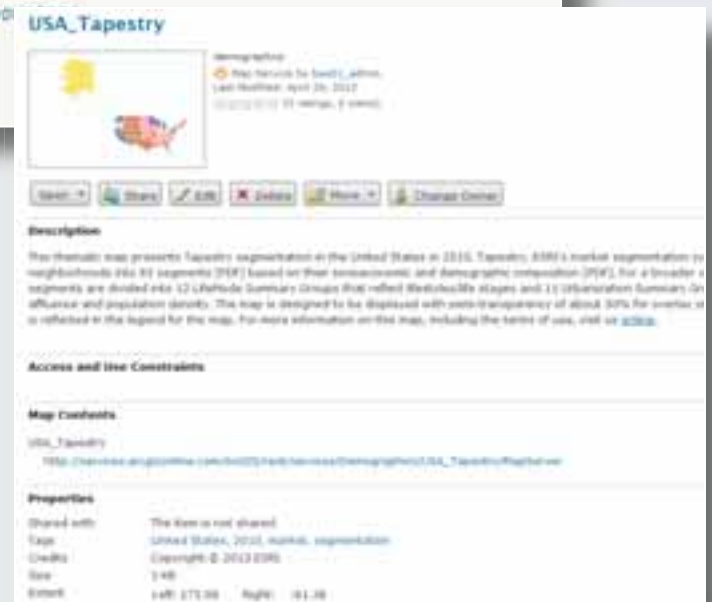 USA_Tapestry
demographics
Map Service by
Last Modified: April 2013
ratings,
Open Share Edit Delete More Change Owner
Description
This thematic map presents Tapestry segmentation in the United States in 2010. Tapestry, ESRI's market segmentation
neighborhoods into 65 segments (PDF) based on their socioeconomic and demographic composition (PDF). For a broader
segments are divided into 12 LifeMode Summary Groups that reflect lifestyles/life stages and 11 Urbanization Summary
affluence and population density. The map is designed to be displayed with semi-transparency of about 50% for overlay
is reflected in the legend for the map. For more information on this map, including the terms of use, visit us online.
Access and Use Constraints
Map Contents
USA_Tapestry
Properties
Shared with The item is not shared
Tags United States, 2010, market, segmentation
Credits Copyright © 2010 ESRI
Size KB
Extent Left: Right: